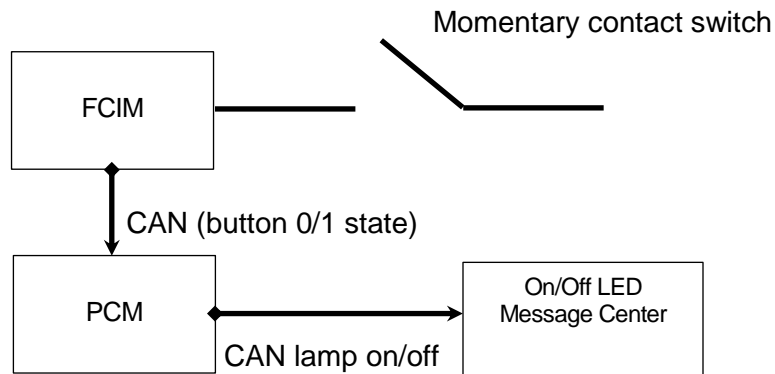 Momentary contact switch
FCIM
CAN (button 0/1 state)
PCM
On/Off LED
Message Center
CAN lamp on/off